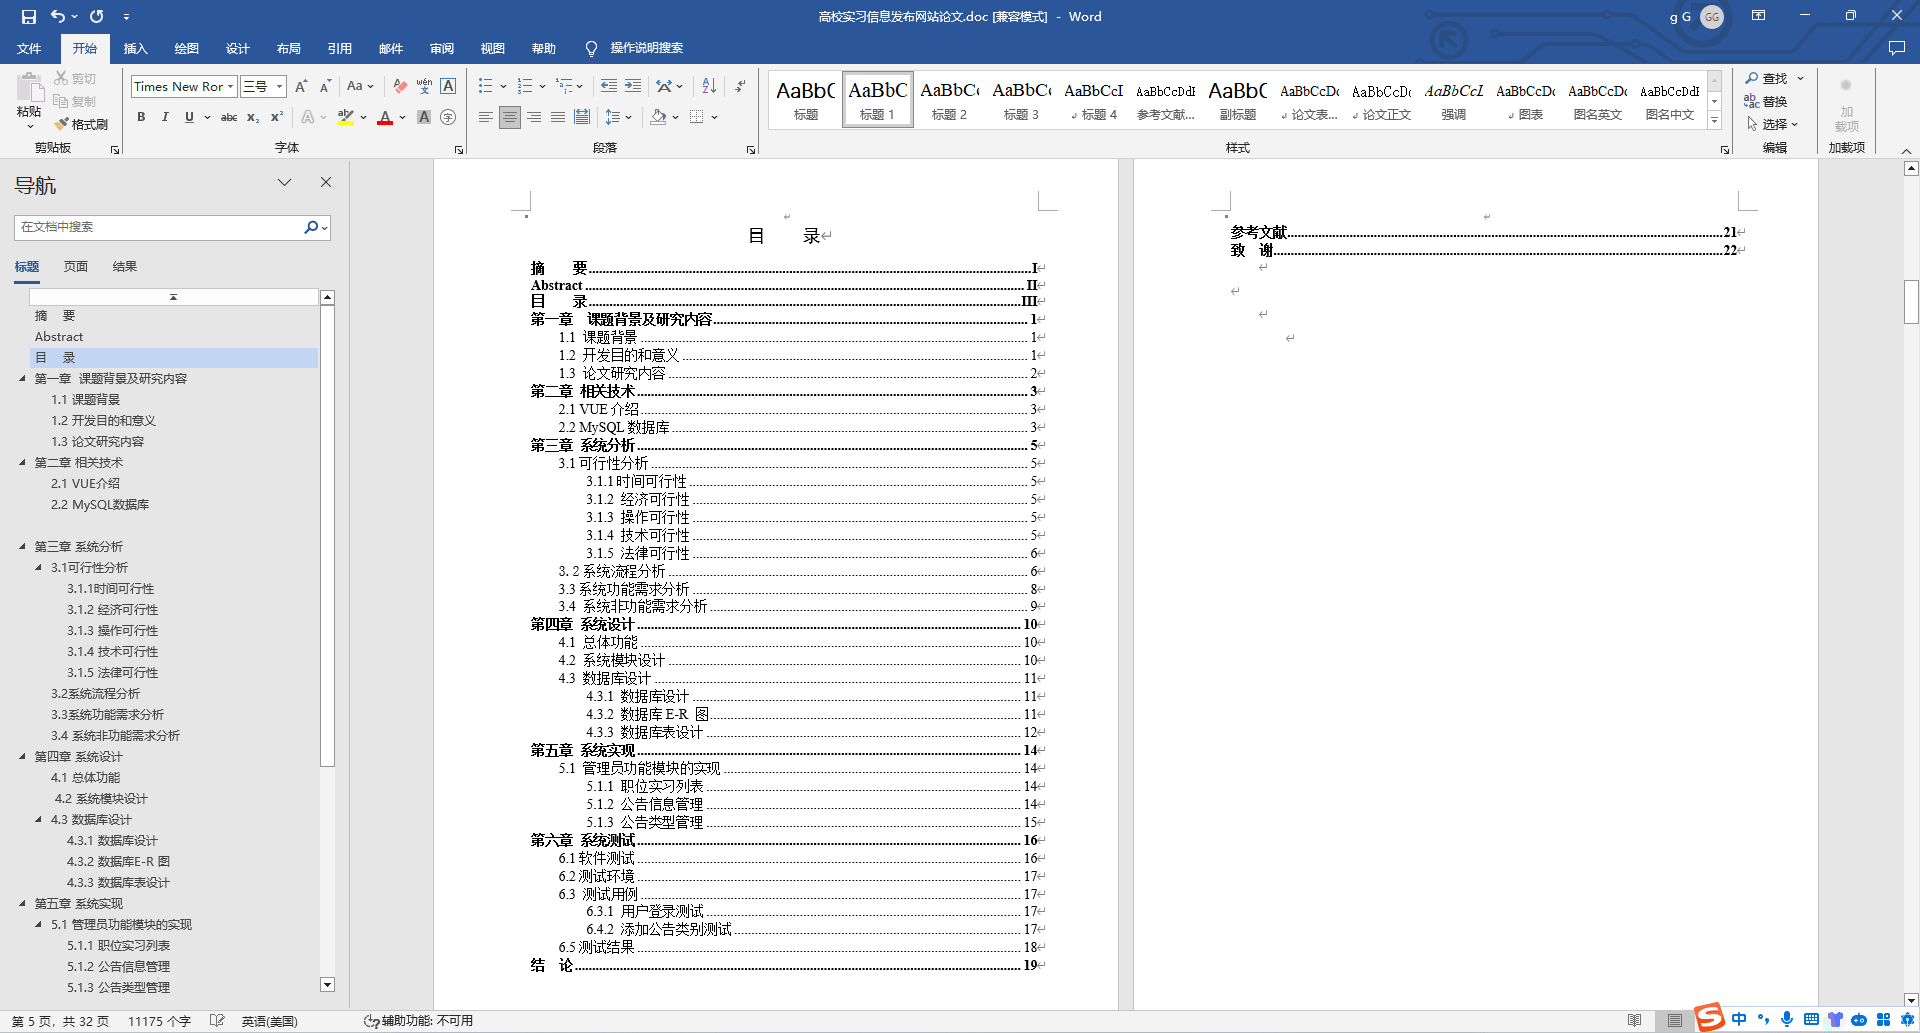 高校实习信息发布网站论文.doc [兼容模式] - Word
g G GG
文件 开始 插入 绘图 设计 布局 引用 邮件 审阅 视图 帮助 操作说明搜索
粘贴 剪切 复制 格式刷
剪贴板
Times New Ror 三号
字体
段落
AaBbC 标题
AaBbC 标题 1
AaBbC 标题 2
AaBbC 标题 3
AaBbCcI 标题 4
AaBbCcDdI 参考文献...
AaBbC 副标题
AaBbCcDc 论文表...
AaBbCcDc 论文正文
AaBbCcL 强调
AaBbCcDc 图表
AaBbCcDc 图名英文
AaBbCcDdI 图名中文
样式
查找
替换
选择
编辑
加载项
加载项
导航
在文档中搜索
标题 页面 结果
摘 要
Abstract
目 录
第一章 课题背景及研究内容
1.1 课题背景
1.2 开发目的和意义
1.3 论文研究内容
第二章 相关技术
2.1 VUE介绍
2.2 MySQL数据库
第三章 系统分析
3.1可行性分析
3.1.1时间可行性
3.1.2 经济可行性
3.1.3 操作可行性
3.1.4 技术可行性
3.1.5 法律可行性
3.2系统流程分析
3.3系统功能需求分析
3.4 系统非功能需求分析
第四章 系统设计
4.1 总体功能
4.2 系统模块设计
4.3 数据库设计
4.3.1 数据库设计
4.3.2 数据库E-R 图
4.3.3 数据库表设计
第五章 系统实现
5.1 管理员功能模块的实现
5.1.1 职位实习列表
5.1.2 公告信息管理
5.1.3 公告类型管理
目 录
摘 要 I
Abstract II
目 录 III
第一章 课题背景及研究内容 1
1.1 课题背景 1
1.2 开发目的和意义 1
1.3 论文研究内容 2
第二章 相关技术 3
2.1 VUE 介绍 3
2.2 MySQL 数据库 3
第三章 系统分析 5
3.1 可行性分析 5
3.1.1 时间可行性 5
3.1.2 经济可行性 5
3.1.3 操作可行性 5
3.1.4 技术可行性 5
3.1.5 法律可行性 6
3.2 系统流程分析 6
3.3 系统功能需求分析 8
3.4 系统非功能需求分析 9
第四章 系统设计 10
4.1 总体功能 10
4.2 系统模块设计 10
4.3 数据库设计 11
4.3.1 数据库设计 11
4.3.2 数据库 E-R 图 11
4.3.3 数据库表设计 12
第五章 系统实现 14
5.1 管理员功能模块的实现 14
5.1.1 职位实习列表 14
5.1.2 公告信息管理 14
5.1.3 公告类型管理 15
第六章 系统测试 16
6.1 软件测试 16
6.2 测试环境 17
6.3 测试用例 17
6.3.1 用户登录测试 17
6.4.2 添加公告类别测试 17
6.5 测试结果 18
结 论 19
参考文献 21
致 谢 22
第 5 页，共 32 页 11175 个字 英语(美国) 辅助功能: 不可用
中